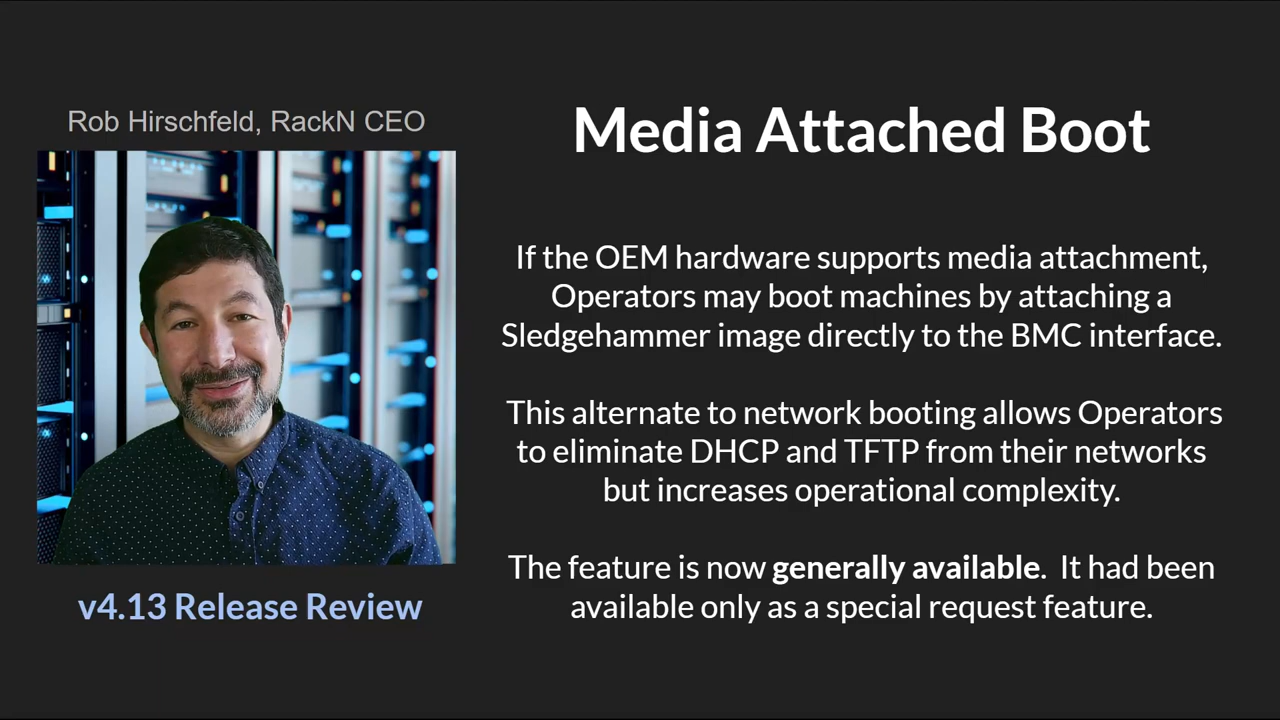 Rob Hirschfeld, RackN CEO
v4.13 Release Review
Media Attached Boot
If the OEM hardware supports media attachment,
Operators may boot machines by attaching a
Sledgehammer image directly to the BMC interface.
This alternate to network booting allows Operators
to eliminate DHCP and TFTP from their networks
but increases operational complexity.
The feature is now generally available.  It had been
available only as a special request feature.